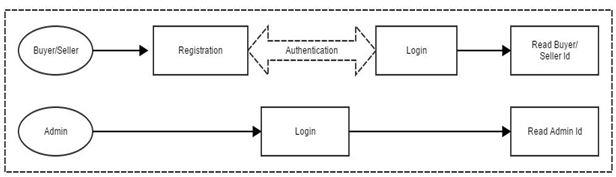 Buyer/Seller
Registration
Authentication
Login
Read Buyer/
Seller Id
Admin
Login
Read Admin Id